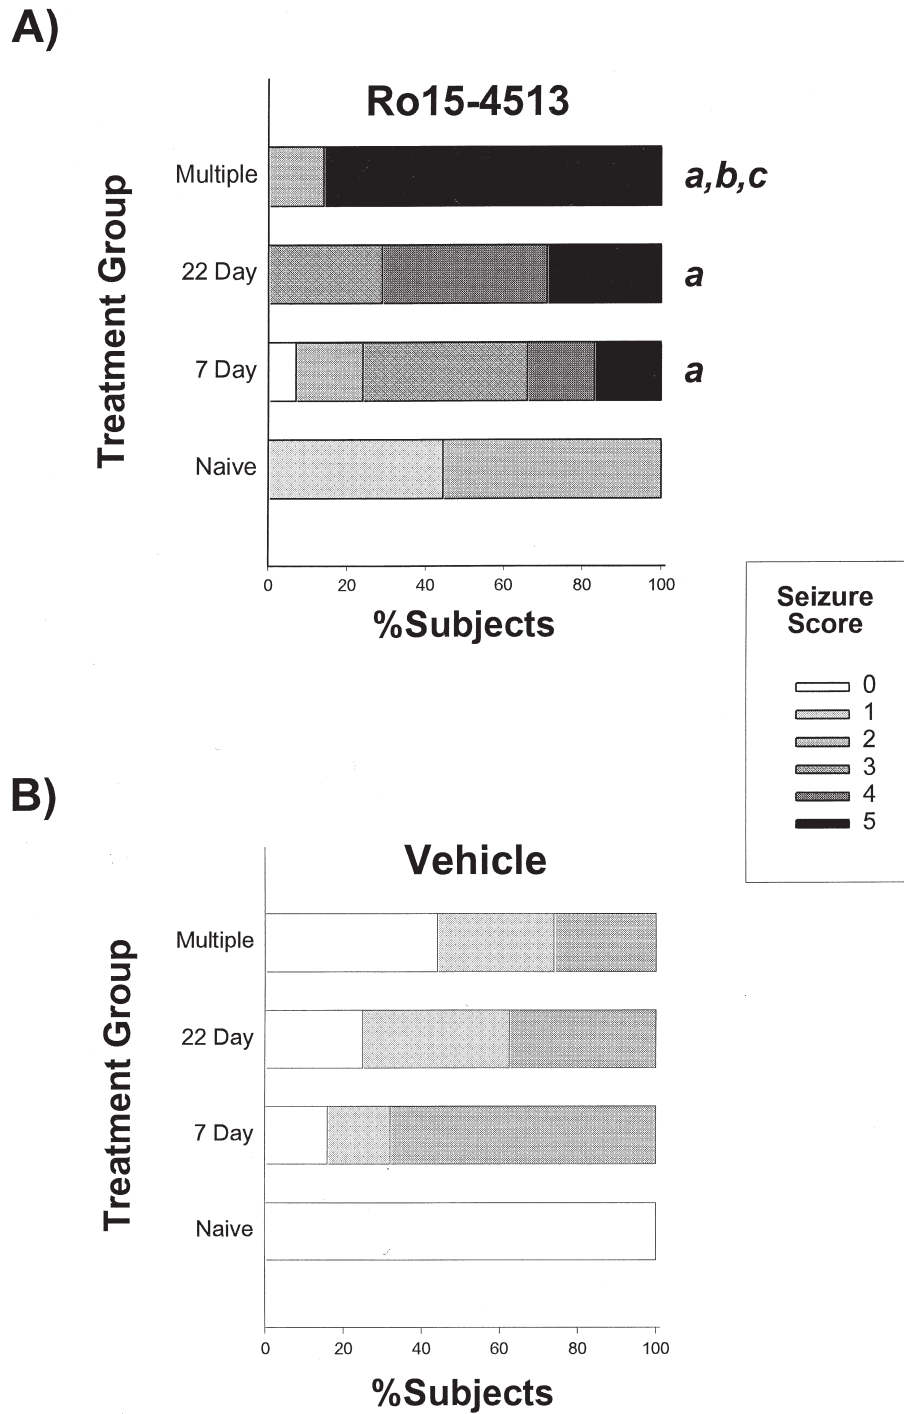 A)
Ro15-4513
Treatment Group
Multiple
a,b,c
22 Day
a
7 Day
a
Naive
0 20 40 60 80 100
%Subjects
Seizure
Score
0
1
2
3
4
5
B)
Vehicle
Treatment Group
Multiple
22 Day
7 Day
Naive
0 20 40 60 80 100
%Subjects